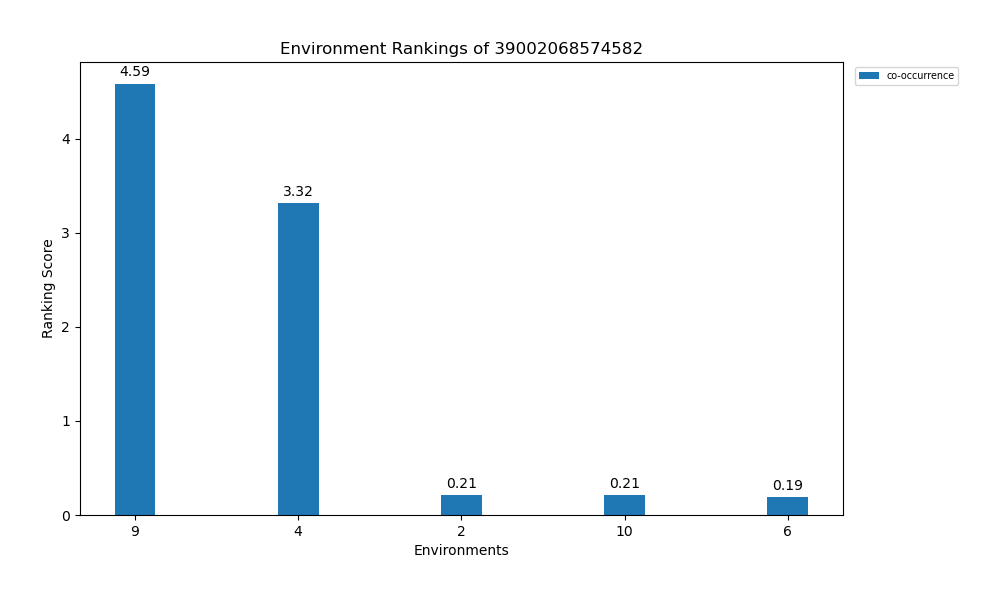 Environment Rankings of 39002068574582
co-occurrence
4.59
3.32
0.21
0.21
0.19
Ranking Score
4
3
2
1
0
9 4 2 10 6
Environments